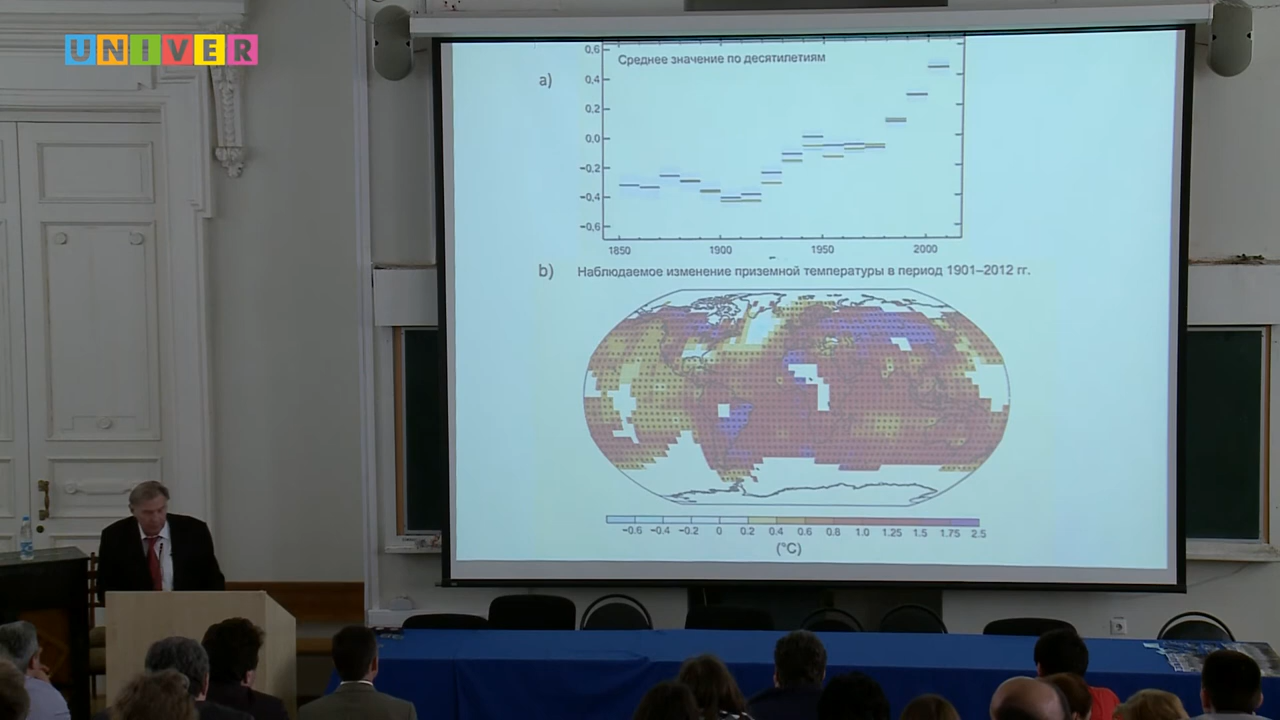 UNIVER
Среднее значение по десятилетиям
a)
0,6
0,4
0,2
0,0
−0,2
−0,4
−0,6
1850 1900 1950 2000
b) Наблюдаемое изменение приземной температуры в период 1901–2012 гг.
−0.6 −0.4 −0.2 0 0.2 0.4 0.6 0.8 1.0 1.25 1.5 1.75 2.5
(°C)